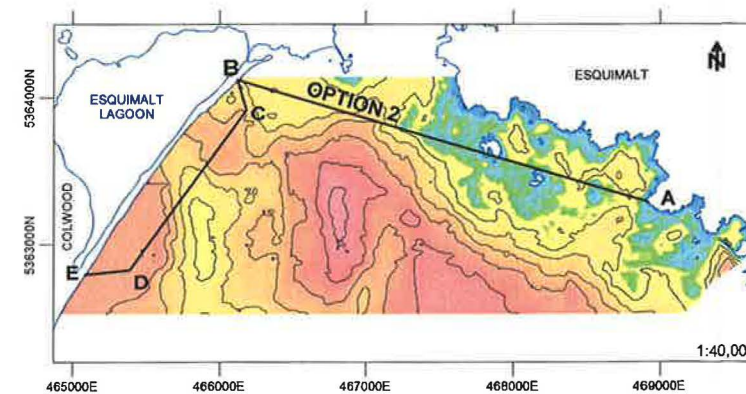 B
OPTION 2
C
ESQUIMALT
LAGOON
ESQUIMALT
N
A
COLWOOD
E
D
5364000N
5363000N
1:40,00
465000E
466000E
467000E
468000E
469000E